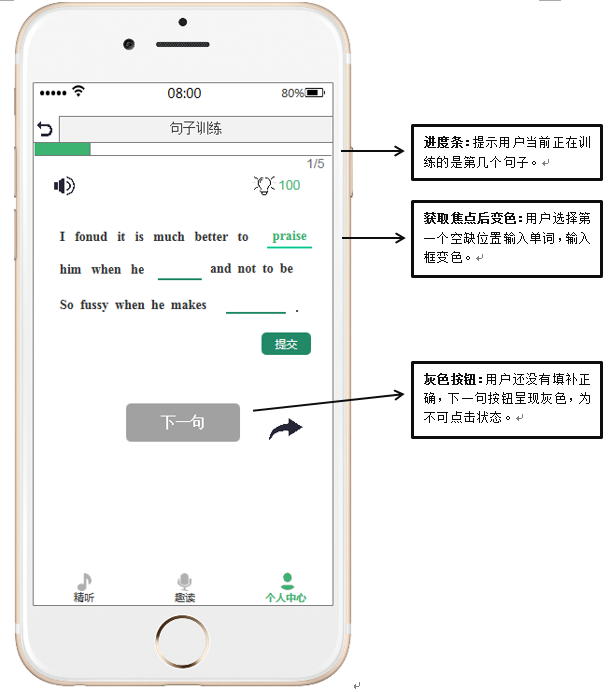 08:00
80%
句子训练
1/5
100
I fonud it is much better to praise
him when he and not to be
So fussy when he makes .
提交
下一句
精听
趣读
个人中心
进度条：提示用户当前正在训
练的是第几个句子。
获取焦点后变色：用户选择第
一个空缺位置输入单词，输入
框变色。
灰色按钮：用户还没有填补正
确，下一句按钮呈现灰色，为
不可点击状态。